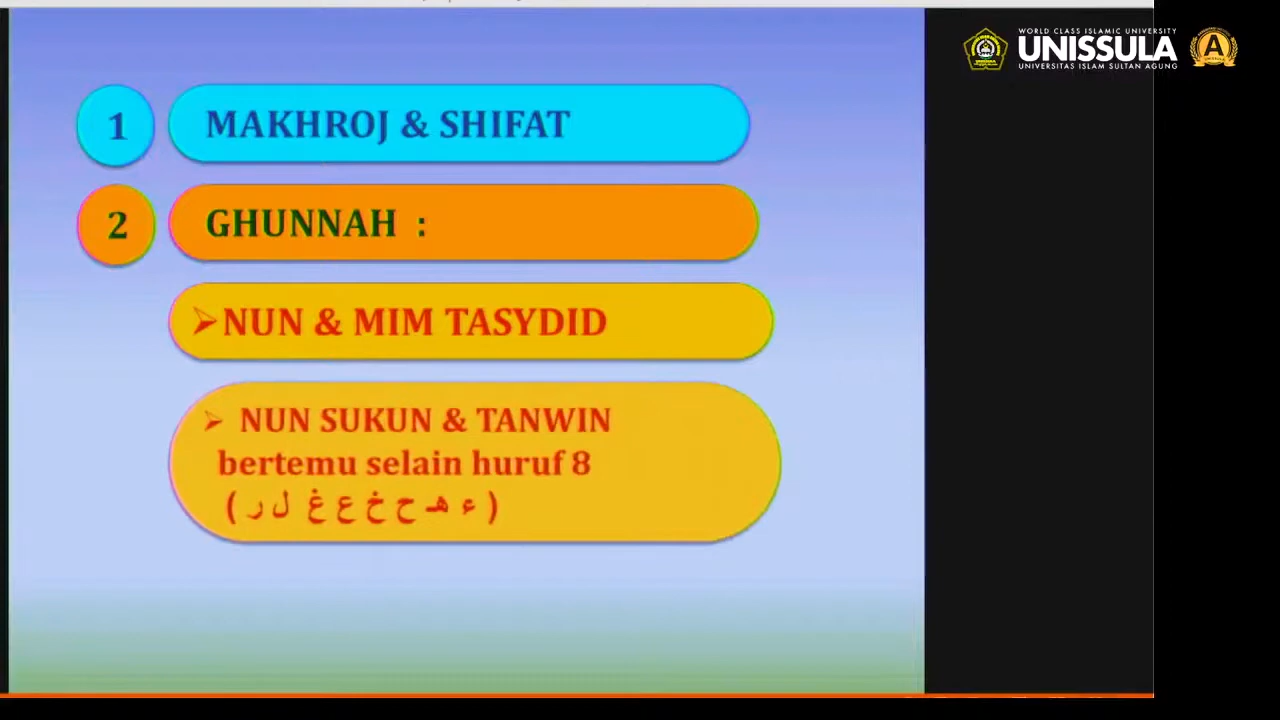 WORLD CLASS ISLAMIC UNIVERSITY
UNISSULA
UNIVERSITAS ISLAM SULTAN AGUNG
A
1
MAKHROJ & SHIFAT
2
GHUNNAH :
➢NUN & MIM TASYDID
➢ NUN SUKUN & TANWIN
bertemu selain huruf 8
( ء هـ ح خ ع غ ل ر )